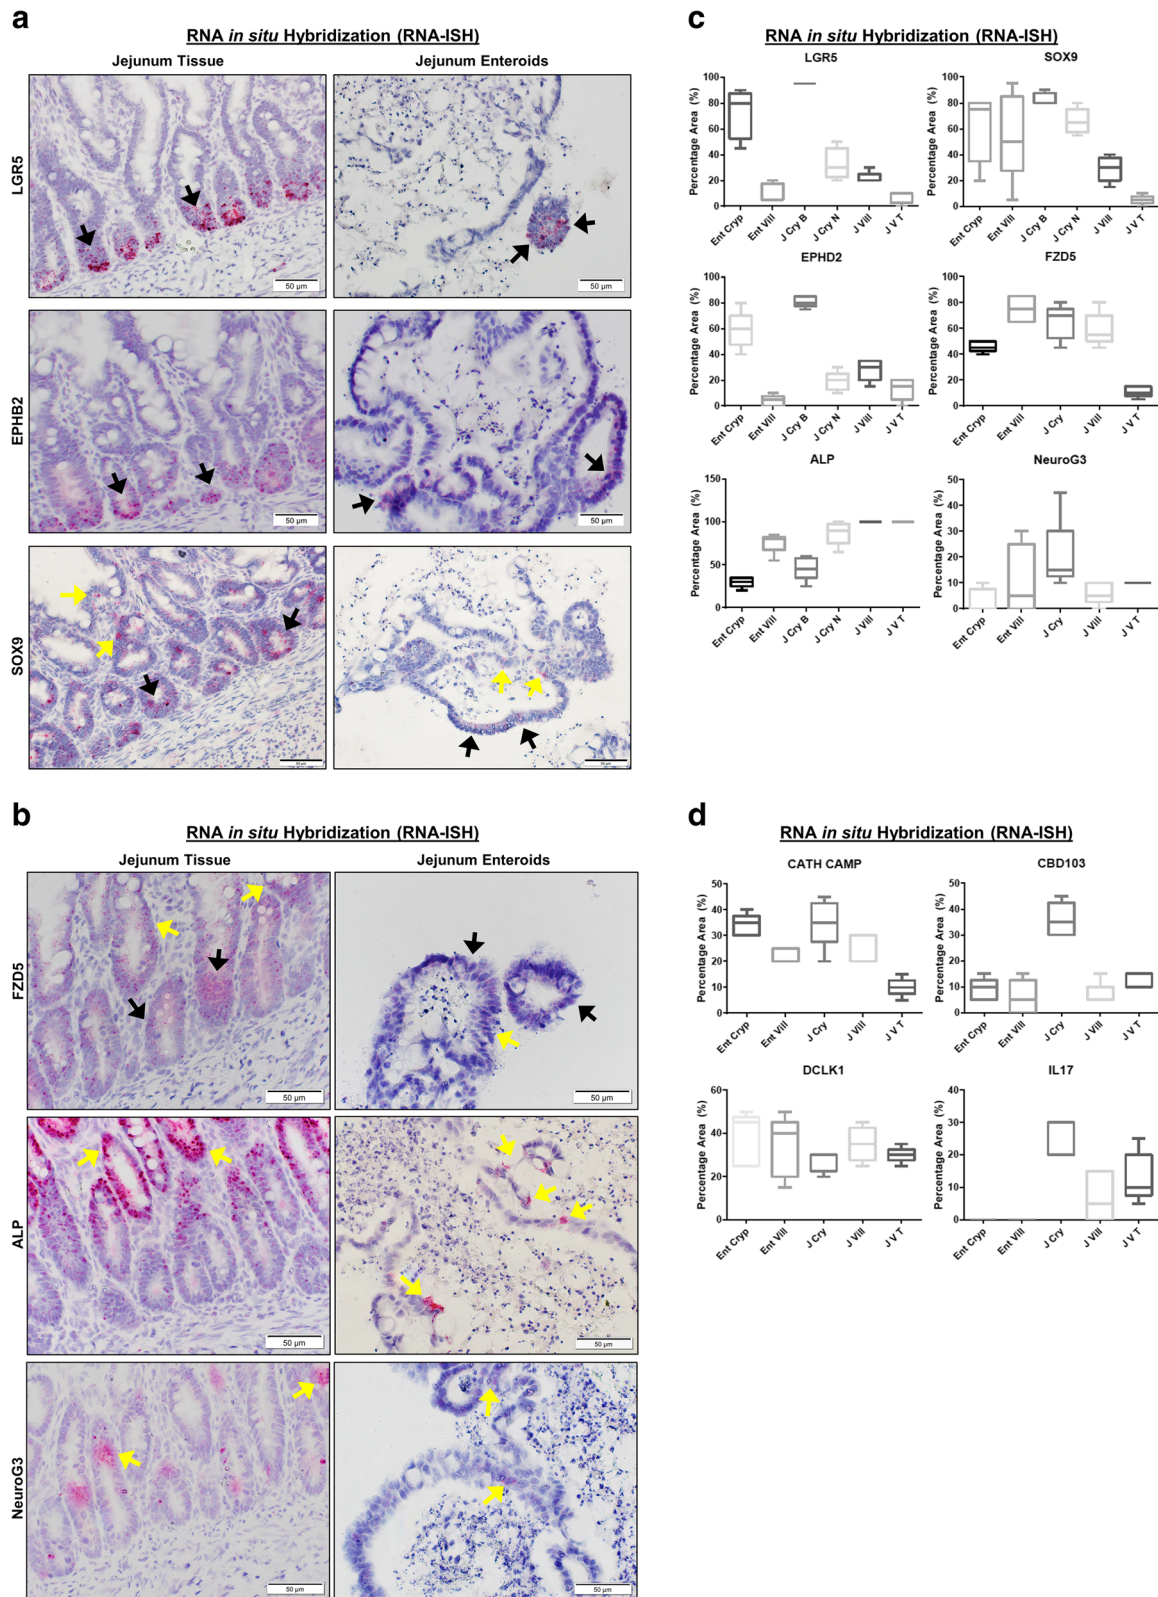 a
RNA in situ Hybridization (RNA-ISH)
Jejunum Tissue
Jejunum Enteroids
LGR5
50 µm
50 µm
EPHB2
50 µm
50 µm
SOX9
50 µm
50 µm
b
RNA in situ Hybridization (RNA-ISH)
Jejunum Tissue
Jejunum Enteroids
FZD5
50 µm
50 µm
ALP
50 µm
50 µm
NeuroG3
50 µm
50 µm
c
RNA in situ Hybridization (RNA-ISH)
LGR5
Percentage Area (%)
100
80
60
40
20
0
Ent Cryp
Ent Vill
J Cry B
J Cry N
J Vill
J V T
SOX9
Percentage Area (%)
100
80
60
40
20
0
Ent Cryp
Ent Vill
J Cry B
J Cry N
J Vill
J V T
EPHD2
Percentage Area (%)
100
80
60
40
20
0
Ent Cryp
Ent Vill
J Cry B
J Cry N
J Vill
J V T
FZD5
Percentage Area (%)
100
80
60
40
20
0
Ent Cryp
Ent Vill
J Cry
J Vill
J V T
ALP
Percentage Area (%)
150
100
50
0
Ent Cryp
Ent Vill
J Cry B
J Cry N
J Vill
J V T
NeuroG3
Percentage Area (%)
50
40
30
20
10
0
Ent Cryp
Ent Vill
J Cry
J Vill
J V T
d
RNA in situ Hybridization (RNA-ISH)
CATH CAMP
Percentage Area (%)
50
40
30
20
10
0
Ent Cryp
Ent Vill
J Cry
J Vill
J V T
CBD103
Percentage Area (%)
50
40
30
20
10
0
Ent Cryp
Ent Vill
J Cry
J Vill
J V T
DCLK1
Percentage Area (%)
60
40
20
0
Ent Cryp
Ent Vill
J Cry
J Vill
J V T
IL17
Percentage Area (%)
40
30
20
10
0
Ent Cryp
Ent Vill
J Cry
J Vill
J V T